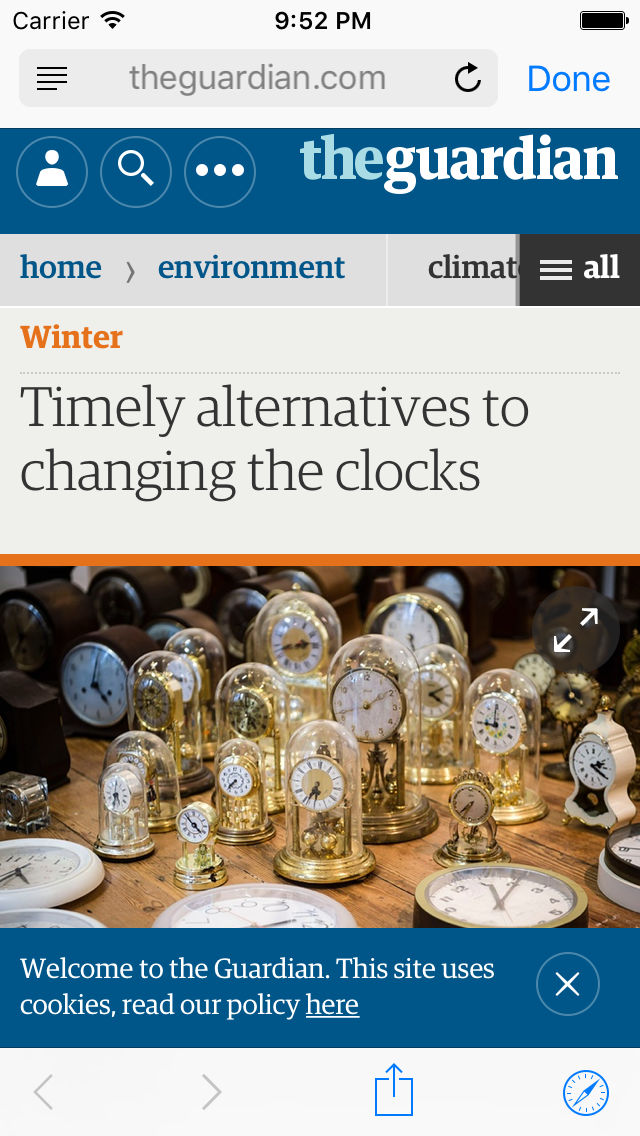 Carrier 9:52 PM
theguardian.com Done
theguardian
home › environment climat all
Winter
Timely alternatives to
changing the clocks
Welcome to the Guardian. This site uses
cookies, read our policy here